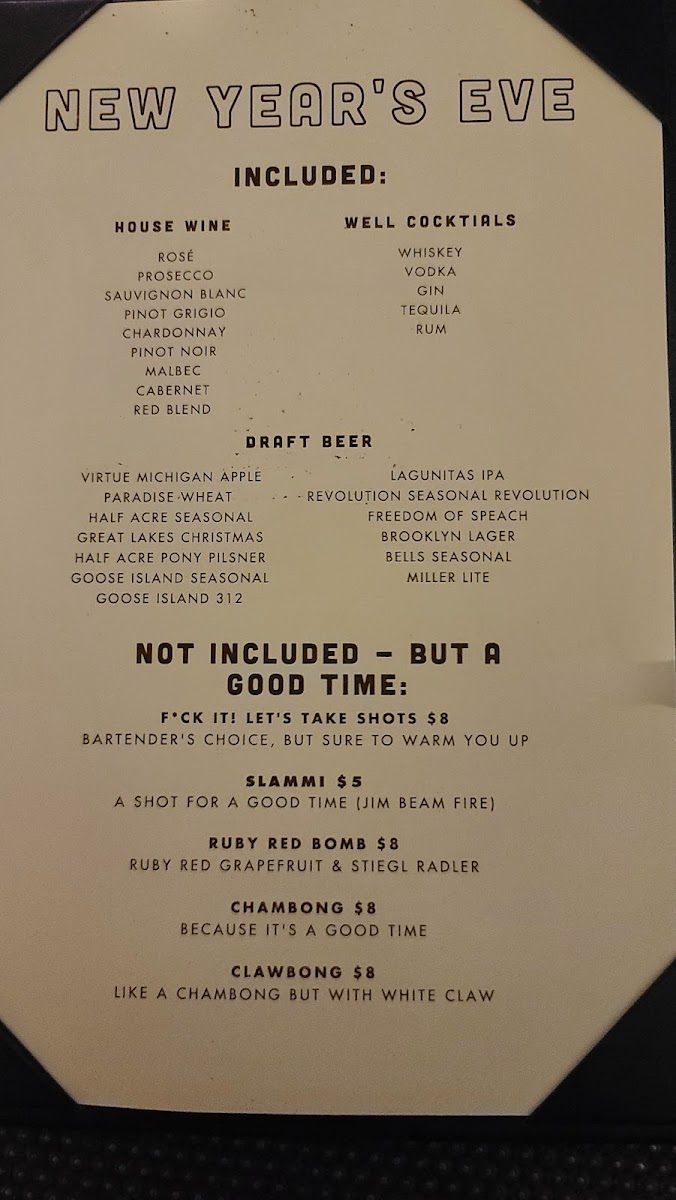 NEW YEAR'S EVE
INCLUDED:
HOUSE WINE
ROSÉ
PROSECCO
SAUVIGNON BLANC
PINOT GRIGIO
CHARDONNAY
PINOT NOIR
MALBEC
CABERNET
RED BLEND
WELL COCKTIALS
WHISKEY
VODKA
GIN
TEQUILA
RUM
DRAFT BEER
VIRTUE MICHIGAN APPLE
PARADISE WHEAT
HALF ACRE SEASONAL
GREAT LAKES CHRISTMAS
HALF ACRE PONY PILSNER
GOOSE ISLAND SEASONAL
GOOSE ISLAND 312
LAGUNITAS IPA
REVOLUTION SEASONAL REVOLUTION
FREEDOM OF SPEACH
BROOKLYN LAGER
BELLS SEASONAL
MILLER LITE
NOT INCLUDED – BUT A
GOOD TIME:
F*CK IT! LET'S TAKE SHOTS $8
BARTENDER'S CHOICE, BUT SURE TO WARM YOU UP
SLAMMI $5
A SHOT FOR A GOOD TIME (JIM BEAM FIRE)
RUBY RED BOMB $8
RUBY RED GRAPEFRUIT & STIEGL RADLER
CHAMBONG $8
BECAUSE IT'S A GOOD TIME
CLAWBONG $8
LIKE A CHAMBONG BUT WITH WHITE CLAW